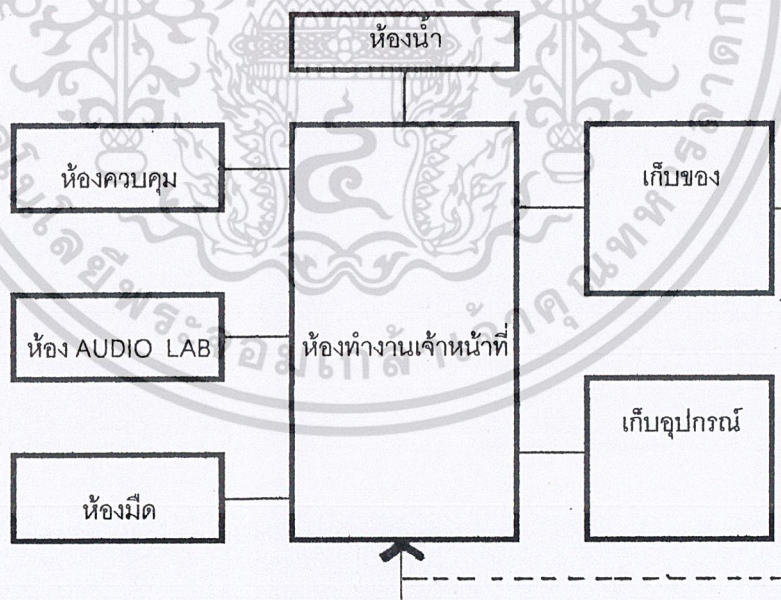 ห้องน้ำ
ห้องควบคุม
เก็บของ
ห้อง AUDIO LAB
ห้องทำงานเจ้าหน้าที่
เก็บอุปกรณ์
ห้องมืด